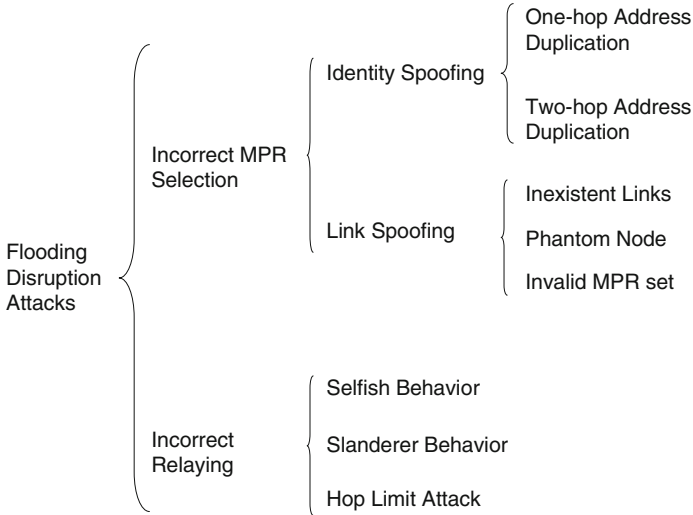 One-hop Address
Duplication
Identity Spoofing
Two-hop Address
Duplication
Incorrect MPR
Selection
Inexistent Links
Link Spoofing
Phantom Node
Invalid MPR set
Flooding
Disruption
Attacks
Selfish Behavior
Incorrect
Relaying
Slanderer Behavior
Hop Limit Attack